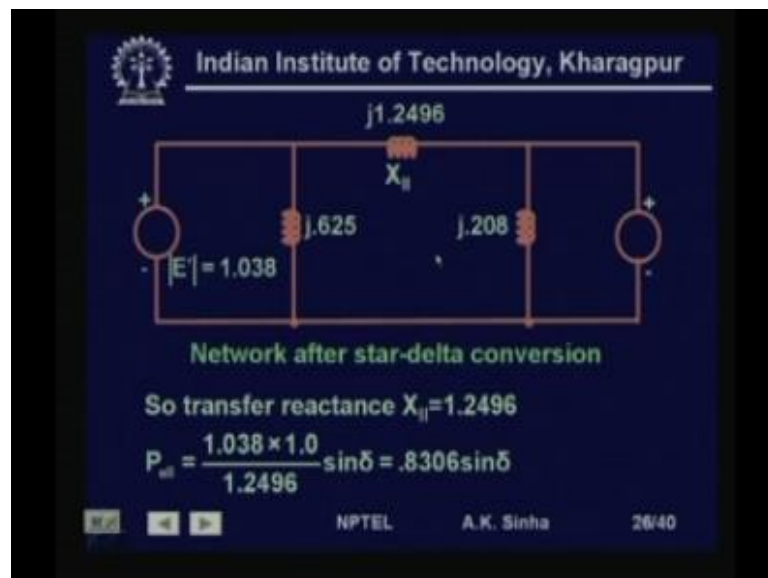 Indian Institute of Technology, Kharagpur
j1.2496
X_II
j.625
j.208
+
+
|E'| = 1.038
-
-
Network after star-delta conversion
So transfer reactance X_II=1.2496
P_eII = 1.038 × 1.0 / 1.2496 sinδ = .8306sinδ
NPTEL A.K. Sinha 26/40